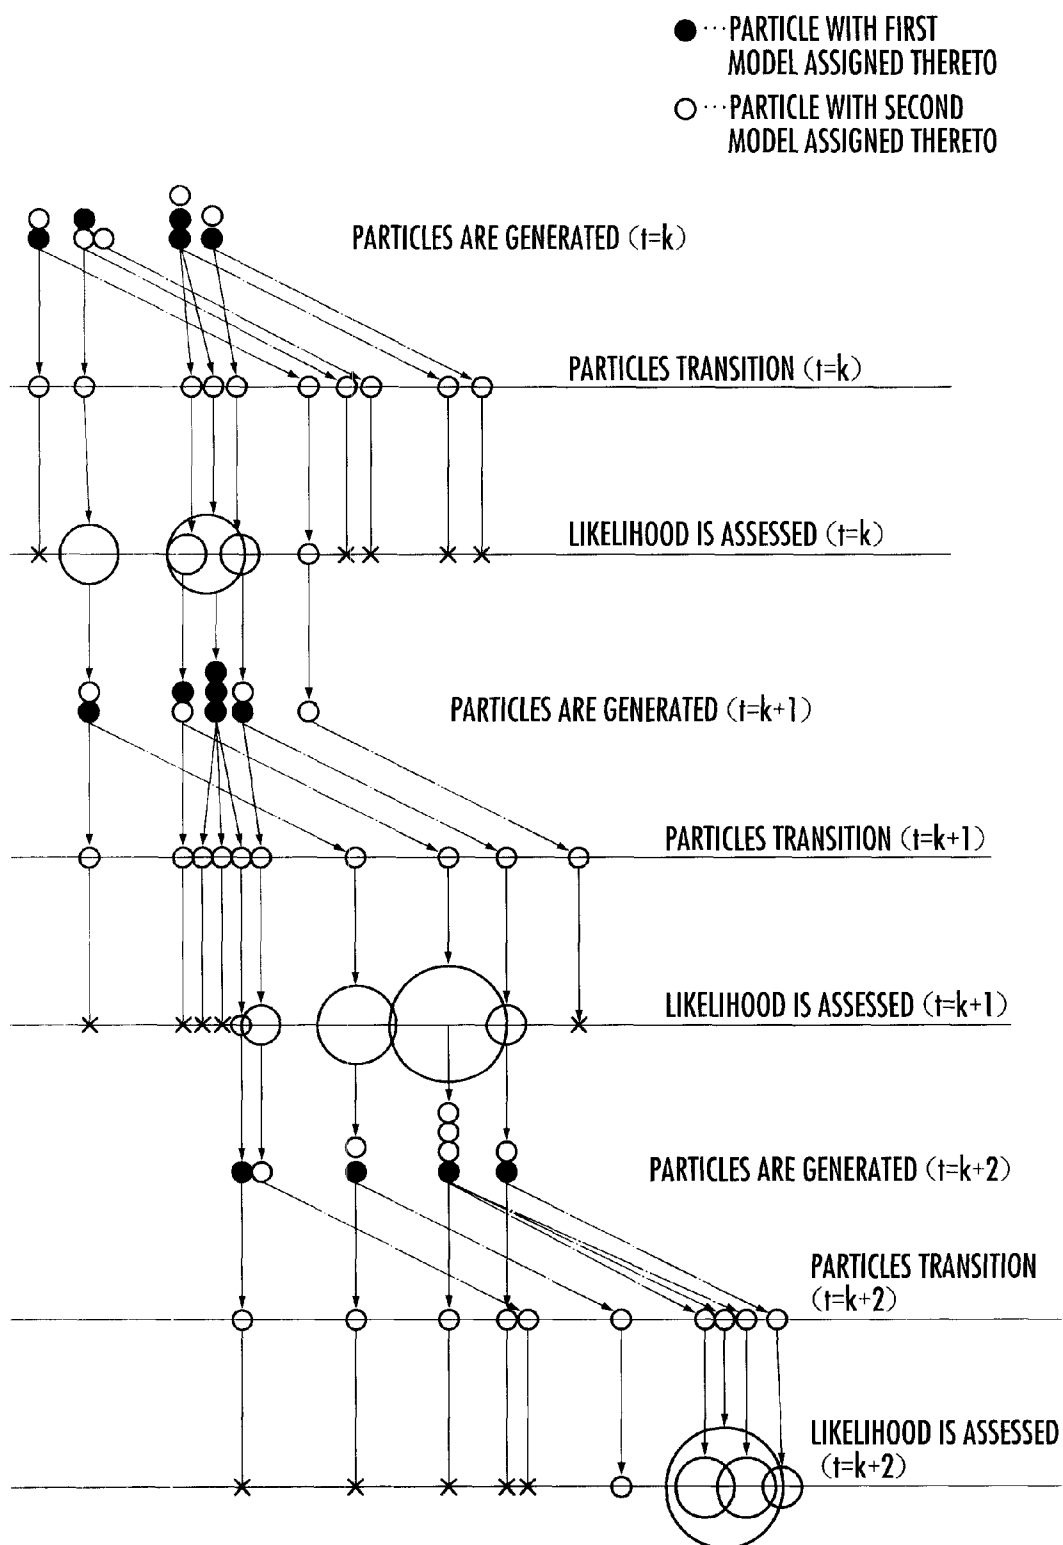 ···PARTICLE WITH FIRST
MODEL ASSIGNED THERETO
···PARTICLE WITH SECOND
MODEL ASSIGNED THERETO
PARTICLES ARE GENERATED (t=k)
PARTICLES TRANSITION (t=k)
LIKELIHOOD IS ASSESSED (t=k)
PARTICLES ARE GENERATED (t=k+1)
PARTICLES TRANSITION (t=k+1)
LIKELIHOOD IS ASSESSED (t=k+1)
PARTICLES ARE GENERATED (t=k+2)
PARTICLES TRANSITION
(t=k+2)
LIKELIHOOD IS ASSESSED
(t=k+2)